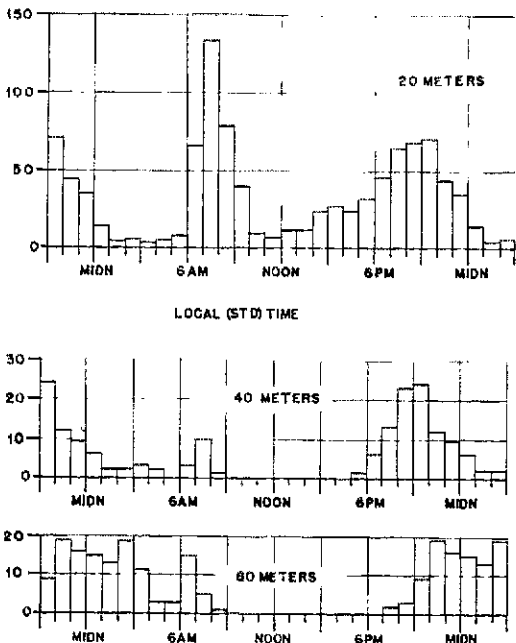 150
100
20 METERS
50
0
MIDN 6AM NOON 6PM MIDN
LOCAL (STD) TIME
30
20
40 METERS
10
0
MIDN 6AM NOON 6PM MIDN
20
10
80 METERS
0
MIDN 6AM NOON 6PM MIDN